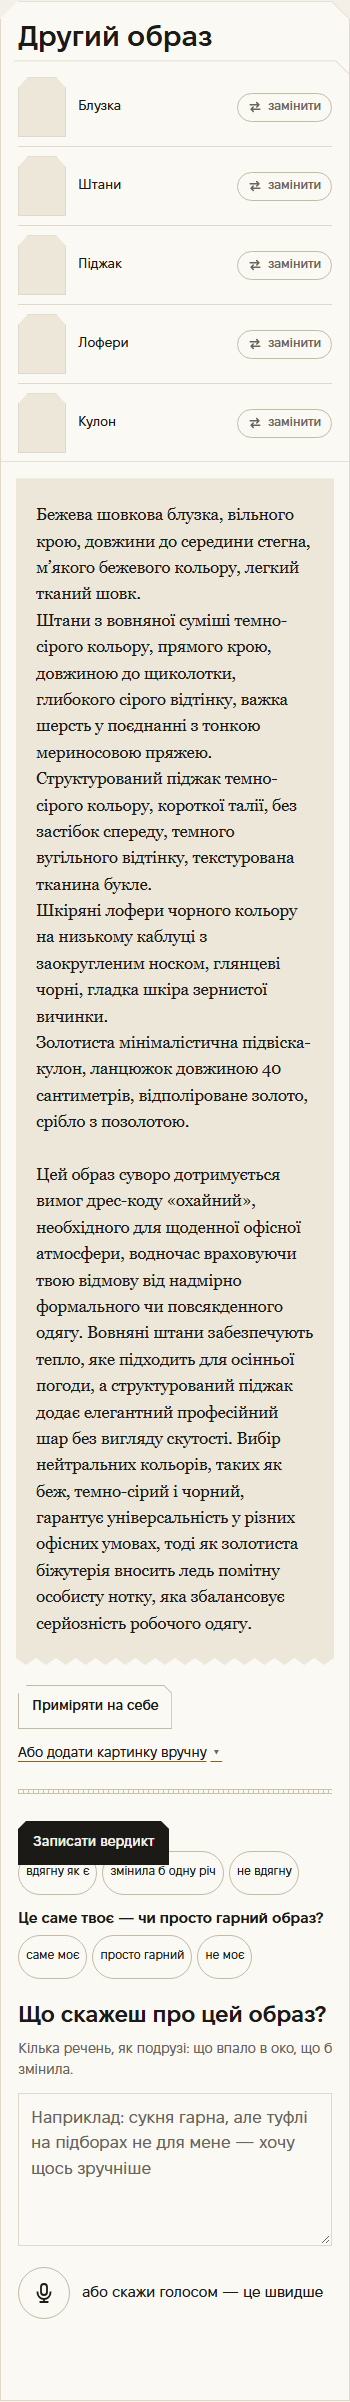 Другий образ
Блузка
замінити
Штани
замінити
Піджак
замінити
Лофери
замінити
Кулон
замінити
Бежева шовкова блузка, вільного
крою, довжини до середини стегна,
м’якого бежевого кольору, легкий
тканий шовк.
Штани з вовняної суміші темно-
сірого кольору, прямого крою,
довжиною до щиколотки,
глибокого сірого відтінку, важка
шерсть у поєднанні з тонкою
мериносовою пряжею.
Структурований піджак темно-
сірого кольору, короткої талії, без
застібок спереду, темного
вугільного відтінку, текстурована
тканина букле.
Шкіряні лофери чорного кольору
на низькому каблуці з
заокругленим носком, глянцеві
чорні, гладка шкіра зернистої
вичинки.
Золотиста мінімалістична підвіска-
кулон, ланцюжок довжиною 40
сантиметрів, відполіроване золото,
срібло з позолотою.
Цей образ суворо дотримується
вимог дрес-коду «охайний»,
необхідного для щоденної офісної
атмосфери, водночас враховуючи
твою відмову від надмірно
формального чи повсякденного
одягу. Вовняні штани забезпечують
тепло, яке підходить для осінньої
погоди, а структурований піджак
додає елегантний професійний
шар без вигляду скутості. Вибір
нейтральних кольорів, таких як
беж, темно-сірий і чорний,
гарантує універсальність у різних
офісних умовах, тоді як золотиста
біжутерія вносить ледь помітну
особисту нотку, яка збалансовує
серйозність робочого одягу.
Приміряти на себе
Або додати картинку вручну
Записати вердикт
вдягну як є
змінила б одну річ
не вдягну
Це саме твоє — чи просто гарний образ?
саме моє
просто гарний
не моє
Що скажеш про цей образ?
Кілька речень, як подрузі: що впало в око, що б
змінила.
Наприклад: сукня гарна, але туфлі
на підборах не для мене — хочу
щось зручніше
або скажи голосом — це швидше